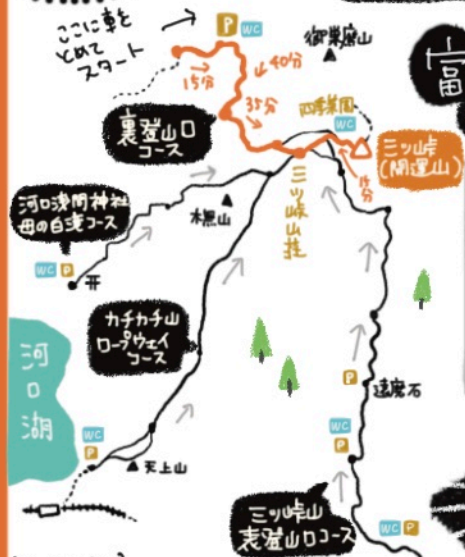 ここに車を
とめて
スタート
P WC
御巣鷹山
富
15分
40分
35分
四季楽園
WC
裏登山口
コース
三ツ峠
(開運山)
15分
三ツ峠山荘
河口浅間神社
母の白滝コース
木無山
WC P
カチカチ山
ロープウェイ
コース
河口湖
P
達磨石
WC
P
WC
P
天上山
三ツ峠山
表登山口コース
WC P